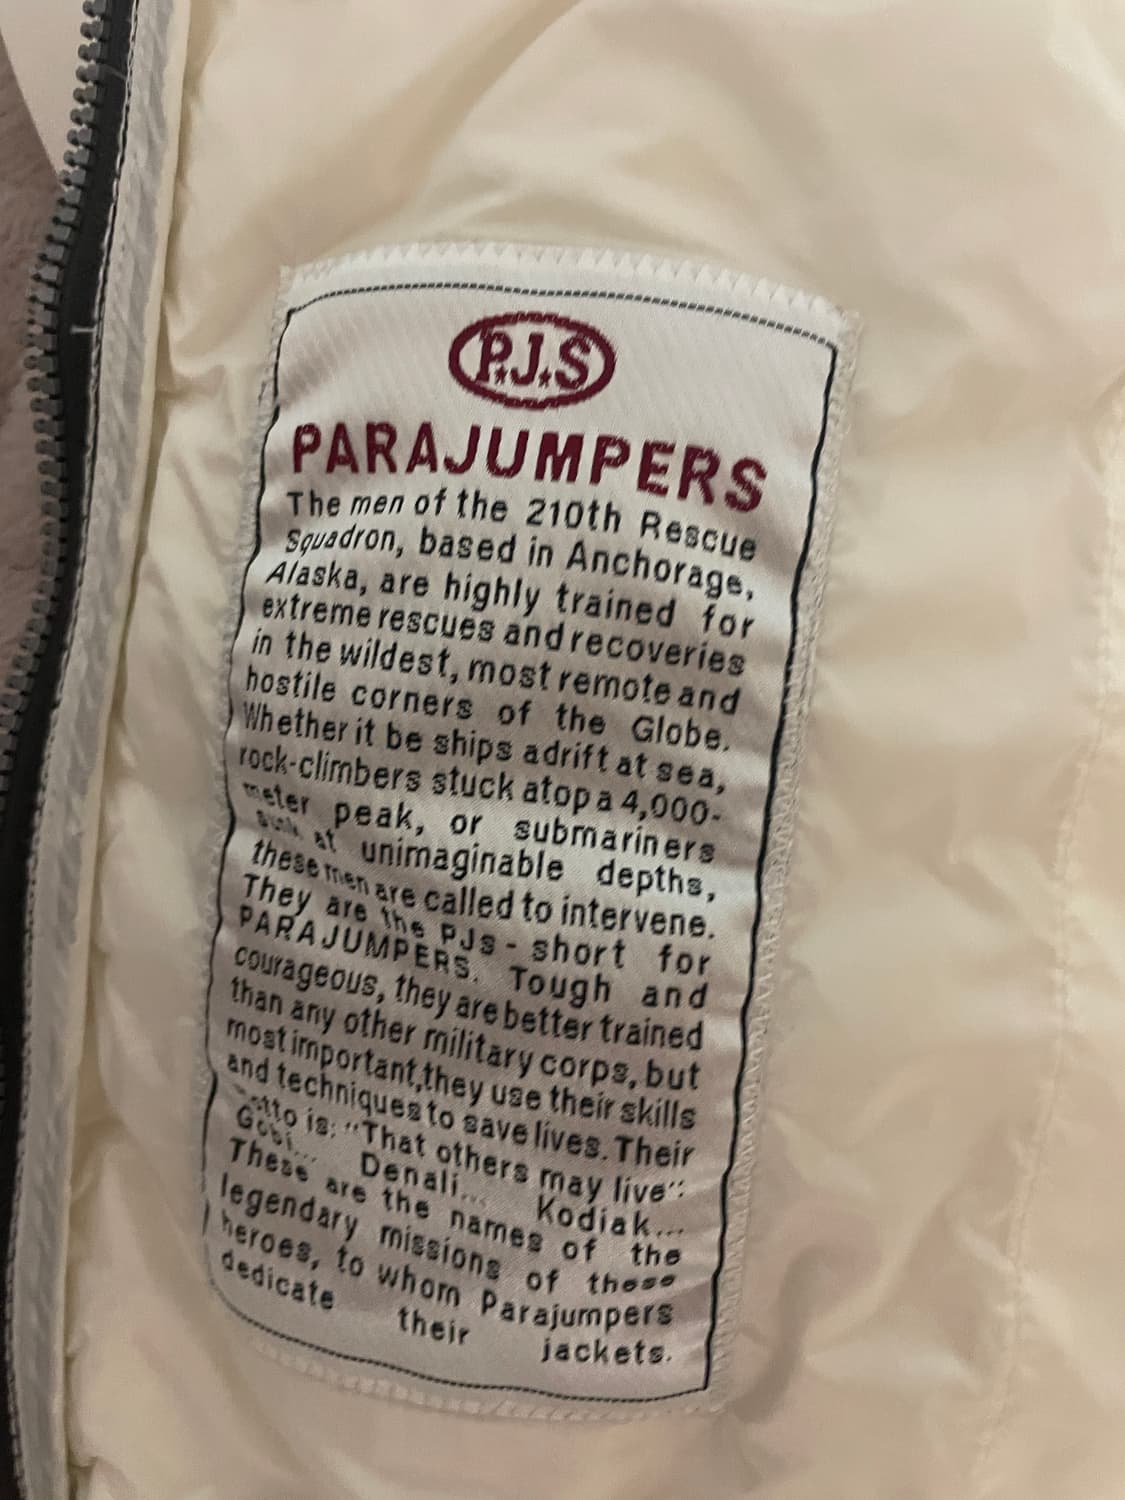 P.J.S
PARAJUMPERS
The men of the 210th Rescue
Squadron, based in Anchorage,
Alaska, are highly trained for
extreme rescues and recoveries
in the wildest, most remote and
hostile corners of the Globe.
Whether it be ships adrift at sea,
rock-climbers stuck atop a 4,000-
meter peak, or submariners
sunk at unimaginable depths,
these men are called to intervene.
They are the PJs - short for
PARAJUMPERS. Tough and
courageous, they are better trained
than any other military corps, but
most important,they use their skills
and techniques to save lives. Their
motto is: "That others may live":
Gobi... Denali... Kodiak...
These are the names of the
legendary missions of these
heroes, to whom Parajumpers
dedicate their jackets.